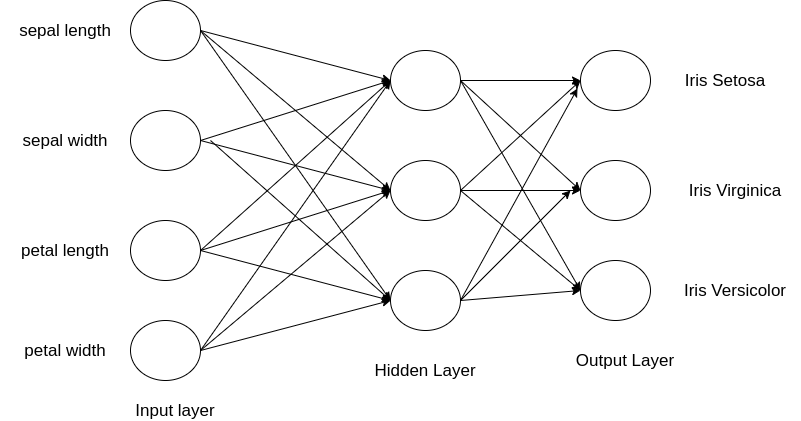 sepal length
sepal width
petal length
petal width
Input layer
Hidden Layer
Output Layer
Iris Setosa
Iris Virginica
Iris Versicolor